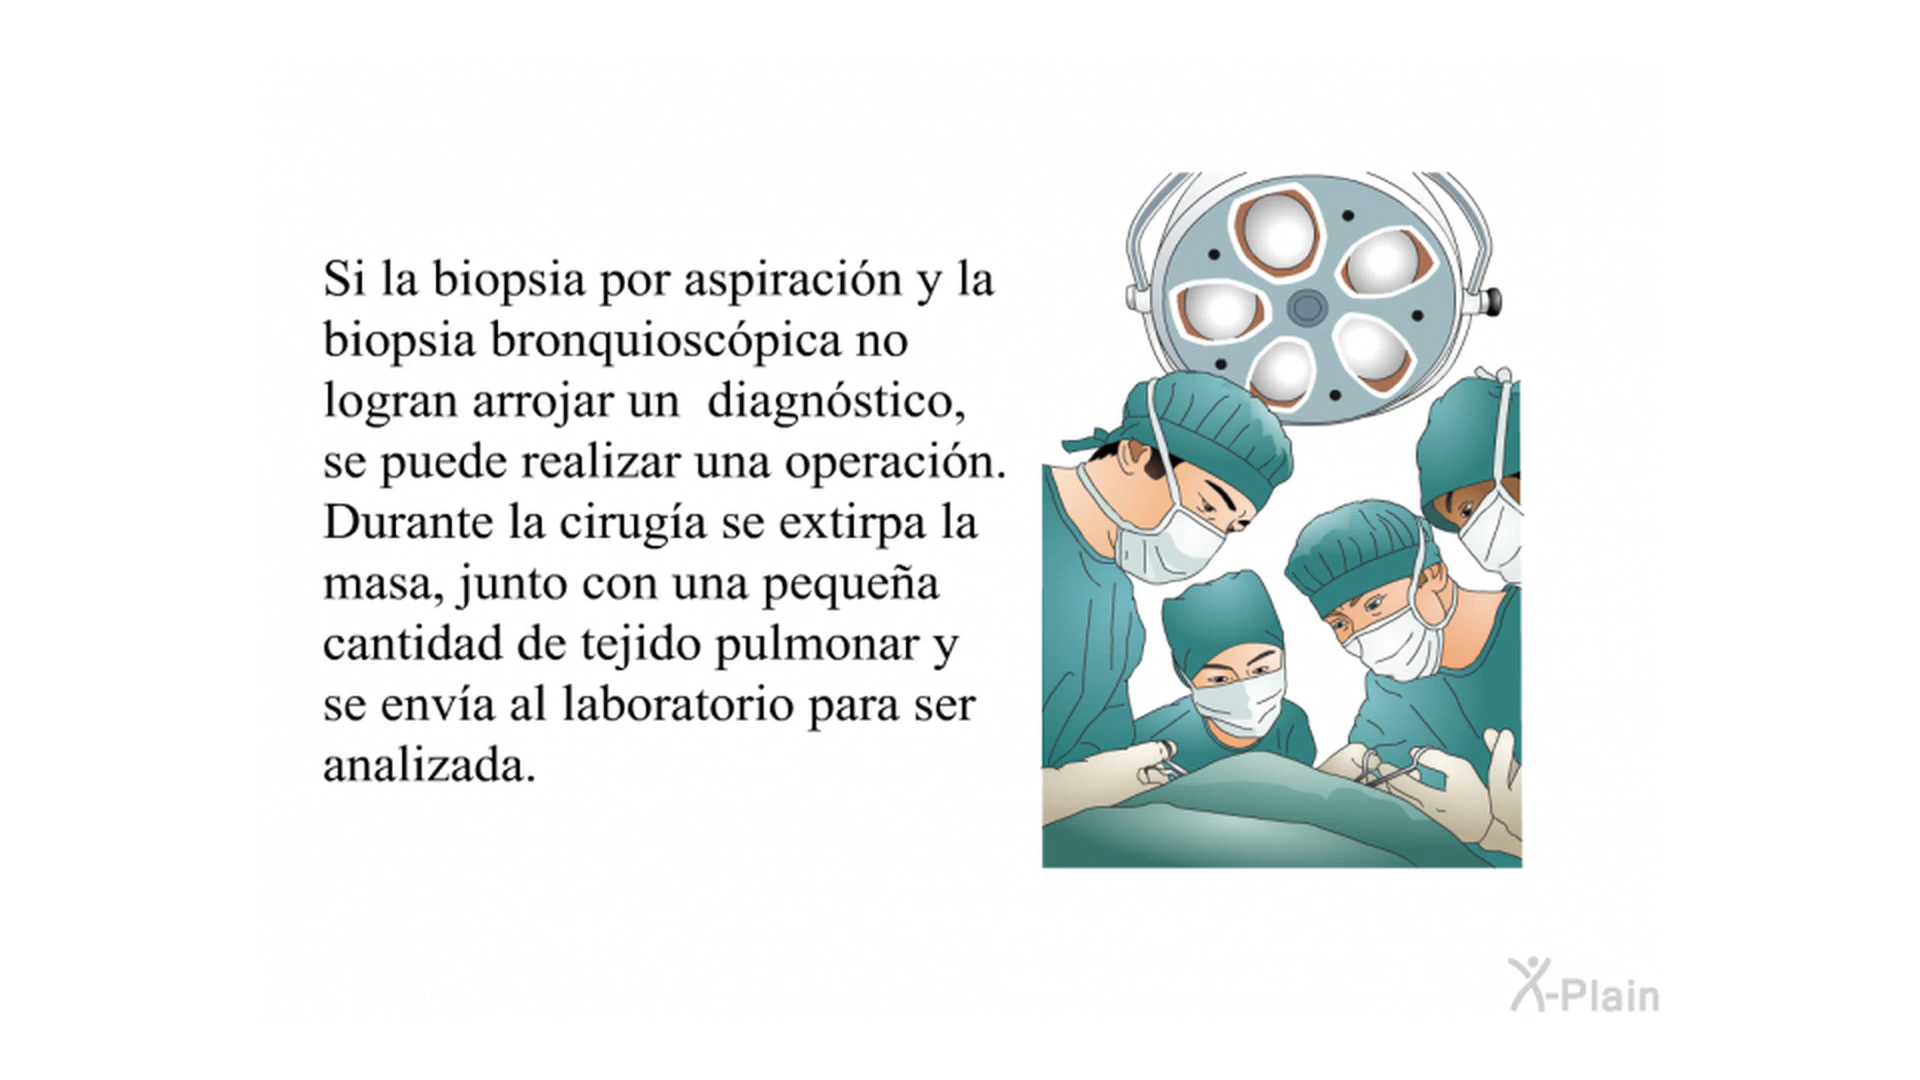 Si la biopsia por aspiración y la
biopsia bronquioscópica no
logran arrojar un  diagnóstico,
se puede realizar una operación.
Durante la cirugía se extirpa la
masa, junto con una pequeña
cantidad de tejido pulmonar y
se envía al laboratorio para ser
analizada.
X-Plain